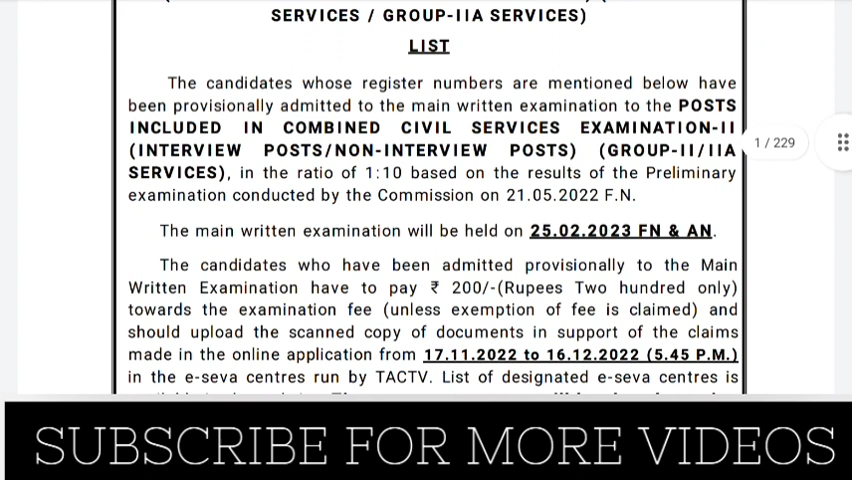 SERVICES / GROUP-IIA SERVICES)
LIST
The candidates whose register numbers are mentioned below have
been provisionally admitted to the main written examination to the POSTS
INCLUDED IN COMBINED CIVIL SERVICES EXAMINATION-II
(INTERVIEW POSTS/NON-INTERVIEW POSTS) (GROUP-II/IIA
SERVICES), in the ratio of 1:10 based on the results of the Preliminary
examination conducted by the Commission on 21.05.2022 F.N.
1 / 229
The main written examination will be held on 25.02.2023 FN & AN.
The candidates who have been admitted provisionally to the Main
Written Examination have to pay ₹ 200/-(Rupees Two hundred only)
towards the examination fee (unless exemption of fee is claimed) and
should upload the scanned copy of documents in support of the claims
made in the online application from 17.11.2022 to 16.12.2022 (5.45 P.M.)
in the e-seva centres run by TACTV. List of designated e-seva centres is
SUBSCRIBE FOR MORE VIDEOS